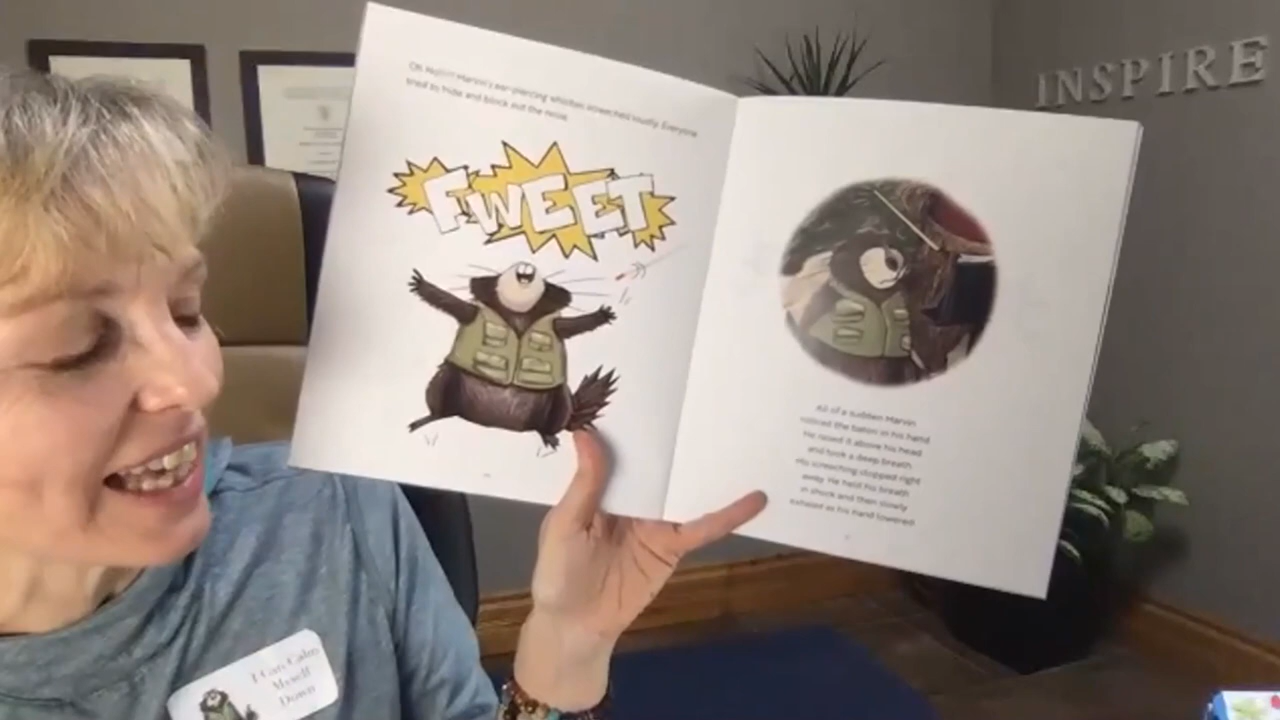 Oh No!!!! Marvin's ear-piercing whistles screeched loudly. Everyone
tried to hide and block out the noise.
FWEET
All of a sudden Marvin
noticed the baton in his hand
He raised it above his head
and took a deep breath.
His screeching stopped right
away. He held his breath
in shock and then slowly
exhaled as his hand lowered.
INSPIRE
I Can Calm
Myself
Down